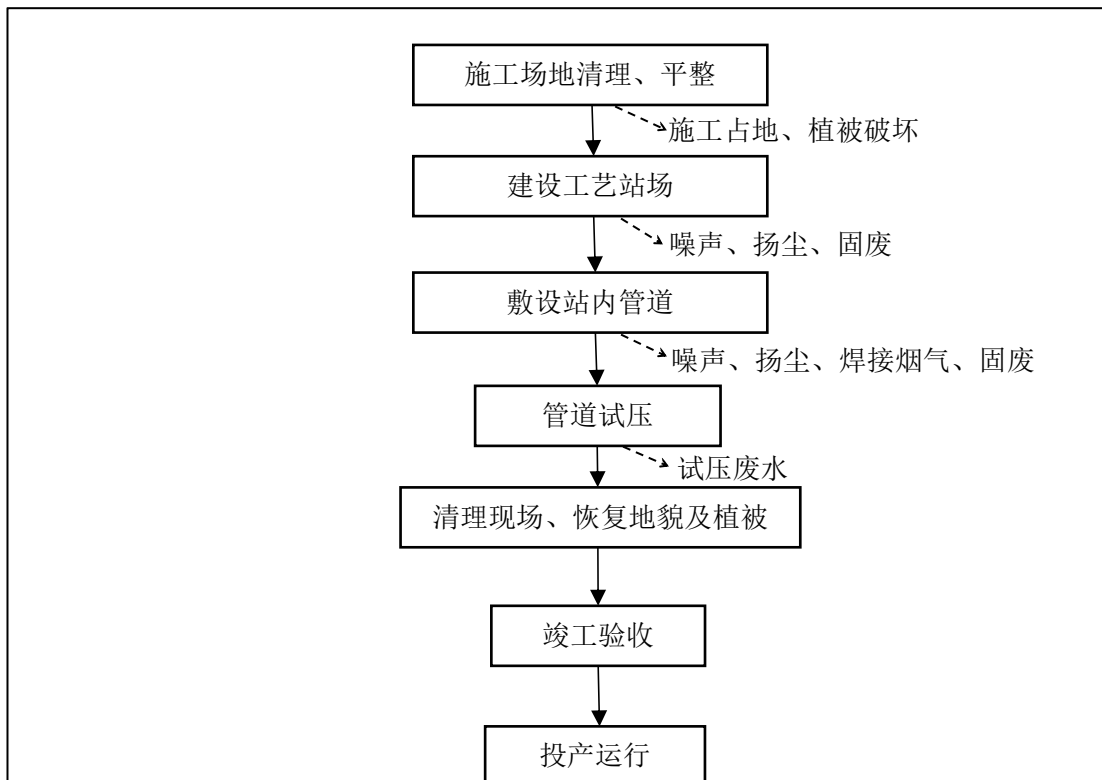 施工场地清理、平整
施工占地、植被破坏
建设工艺站场
噪声、扬尘、固废
敷设站内管道
噪声、扬尘、焊接烟气、固废
管道试压
试压废水
清理现场、恢复地貌及植被
竣工验收
投产运行